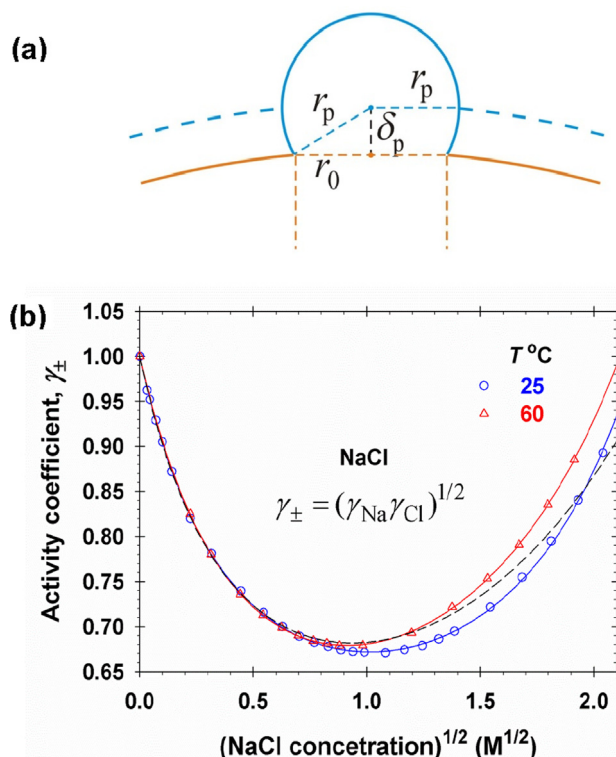 (a)
r_p
r_p
δ_p
r_0
(b)
1.05
1.00
0.95
0.90
0.85
0.80
0.75
0.70
0.65
Activity coefficient, γ±
T °C
25
60
NaCl
γ± = (γ_Na γ_Cl)^1/2
0.0
0.5
1.0
1.5
2.0
(NaCl concetration)^1/2 (M^1/2)